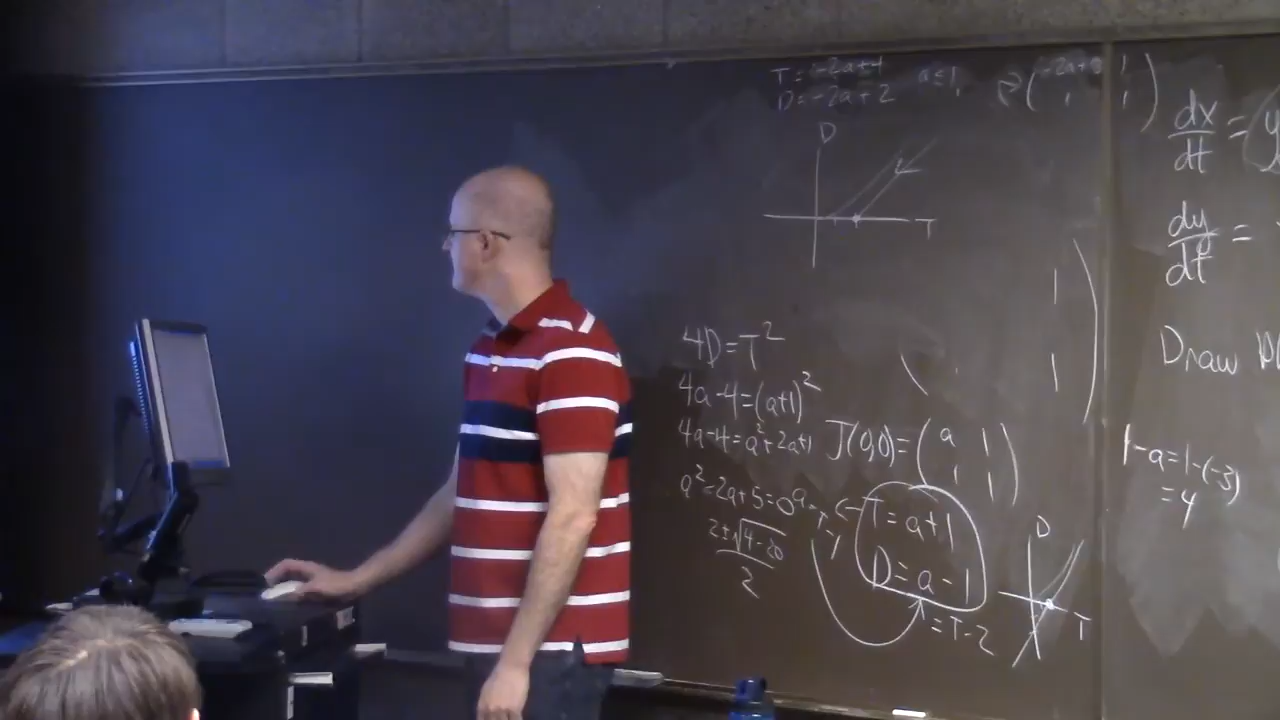 D = -2a+2
a ≤ 1
D
T
dx/dt =
dy/dt =
Draw
4D = T²
4a-4 = (a+1)²
4a-4 = a²+2a+1
a²-2a+5=0
2±√4-20
2
J(0,0) = ( a 1
1 1 )
T = a+1
D = a-1
= T-2
1-a = 1-(-3)
= 4
D
T